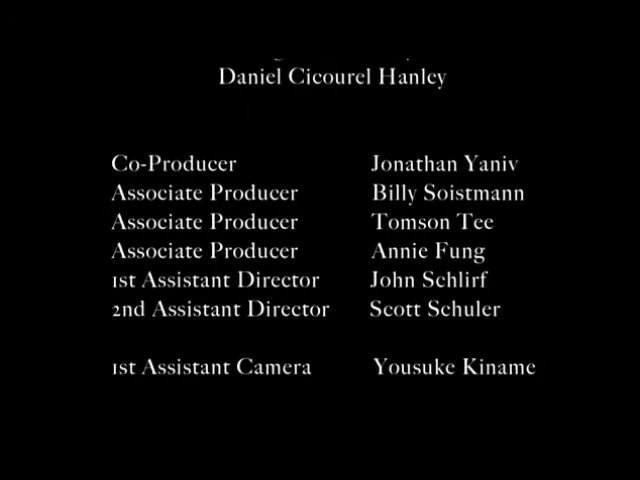 Daniel Cicourel Hanley
Co-Producer Jonathan Yaniv
Associate Producer Billy Soistmann
Associate Producer Tomson Tee
Associate Producer Annie Fung
1st Assistant Director John Schlirf
2nd Assistant Director Scott Schuler
1st Assistant Camera Yousuke Kiname